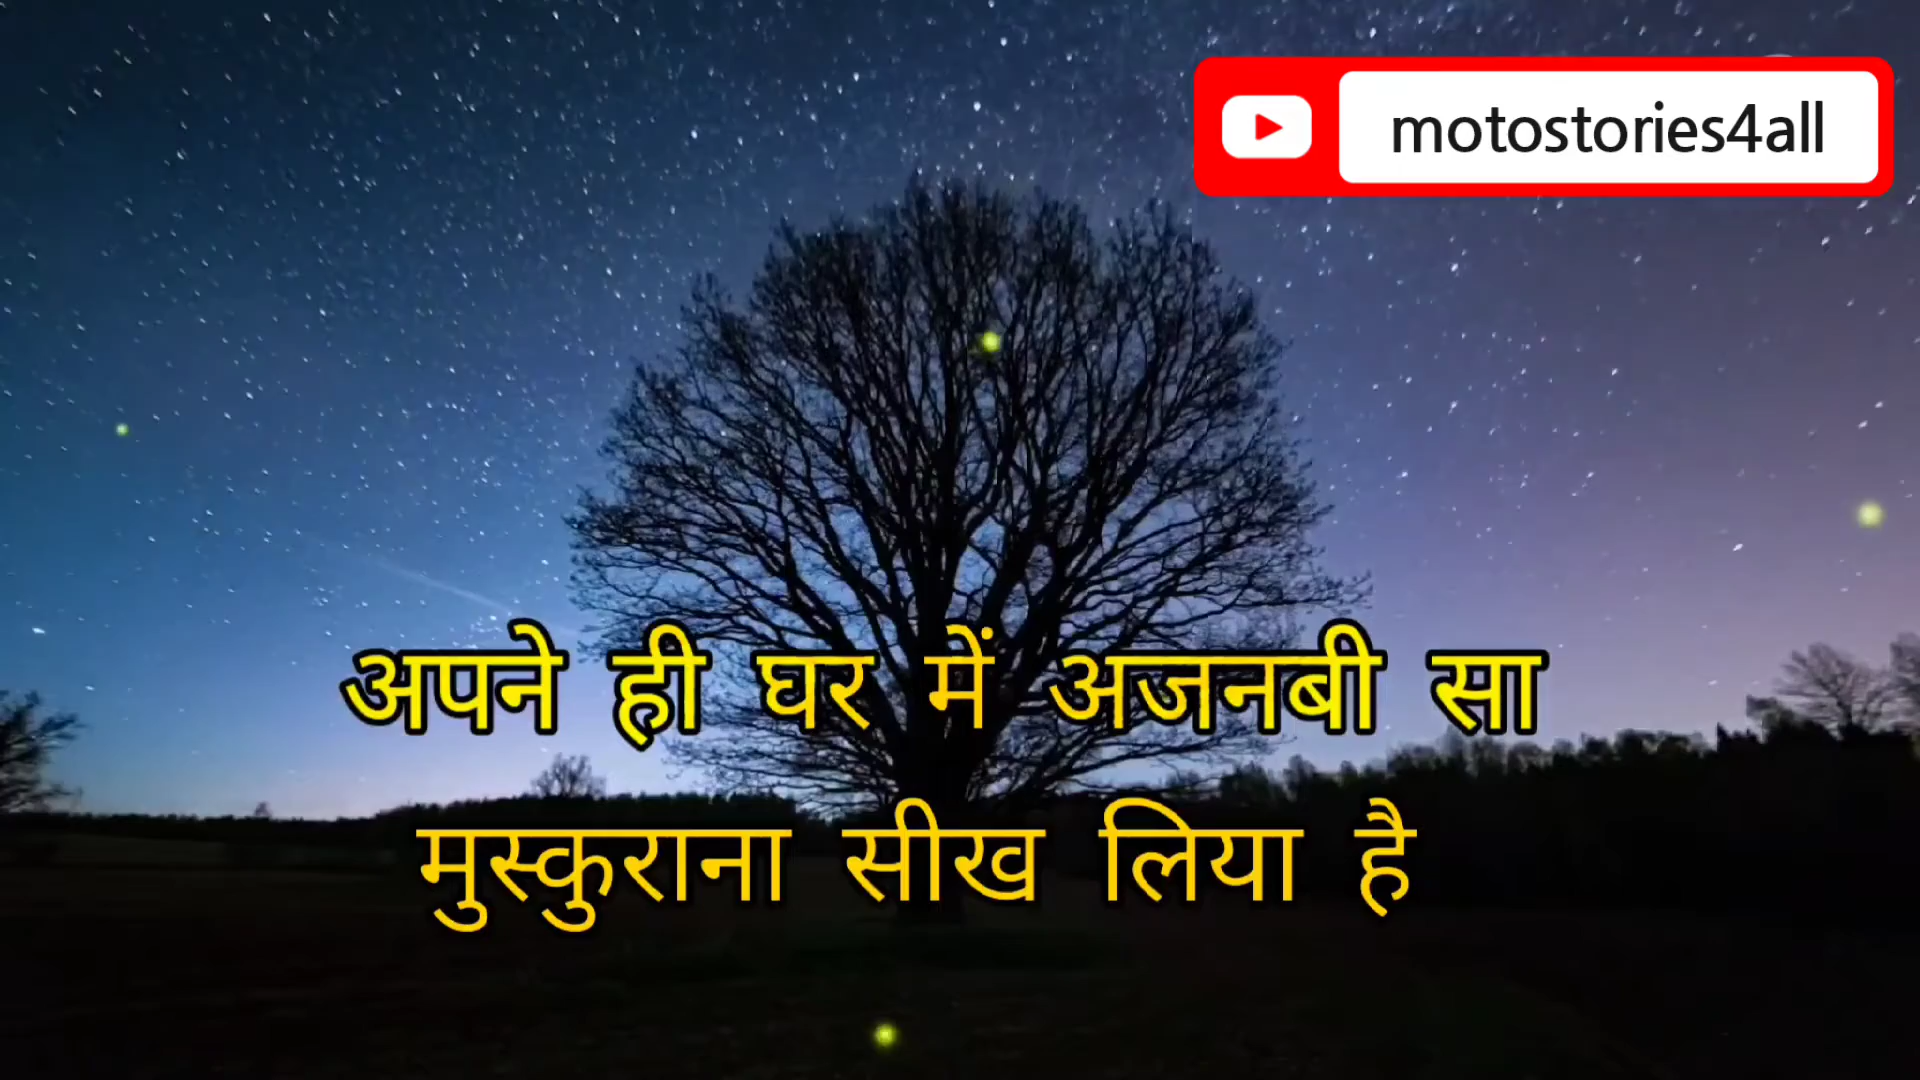 motostories4all
अपने ही घर में अजनबी सा
मुस्कुराना सीख लिया है